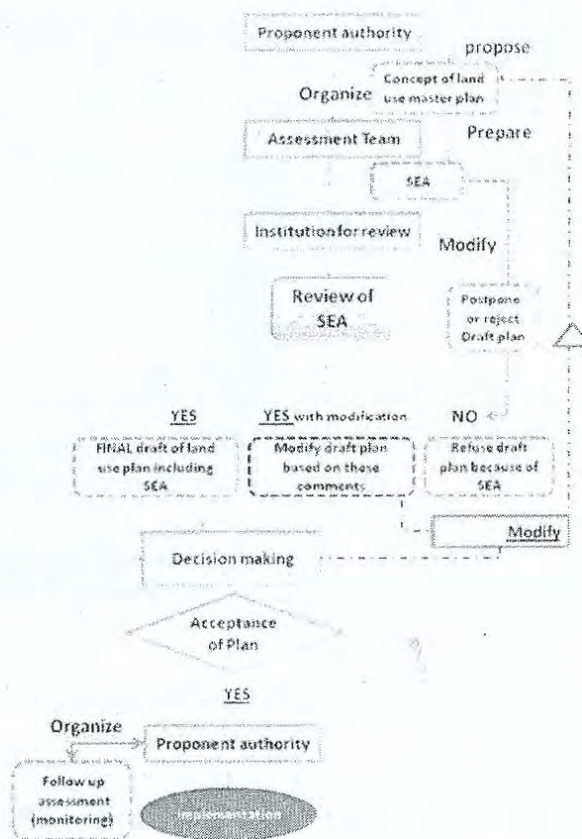 Proponent authority
propose
Concept of land
use master plan
Organize
Assessment Team
Prepare
SEA
Institution for review
Modify
Review of
SEA
Postpone
or reject
Draft plan
YES
YES with modification
NO
FINAL draft of land
use plan including
SEA
Modify draft plan
based on these
comments
Refuse draft
plan because of
SEA
Modify
Decision making
Acceptance
of Plan
YES
Organize
Proponent authority
Follow up
assessment
(monitoring)
Implementation